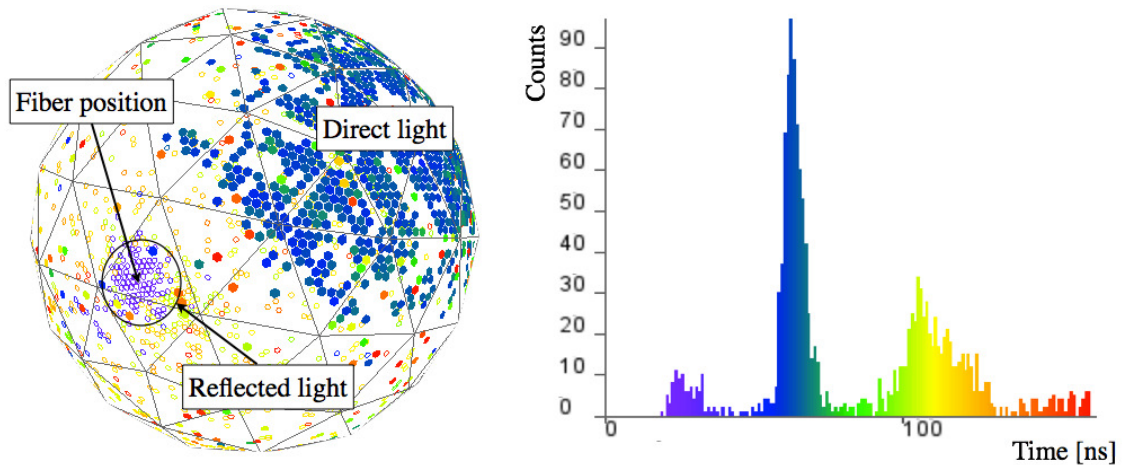 Fiber position
Direct light
Reflected light
Counts
90
80
70
60
50
40
30
20
10
0
0
100
Time [ns]